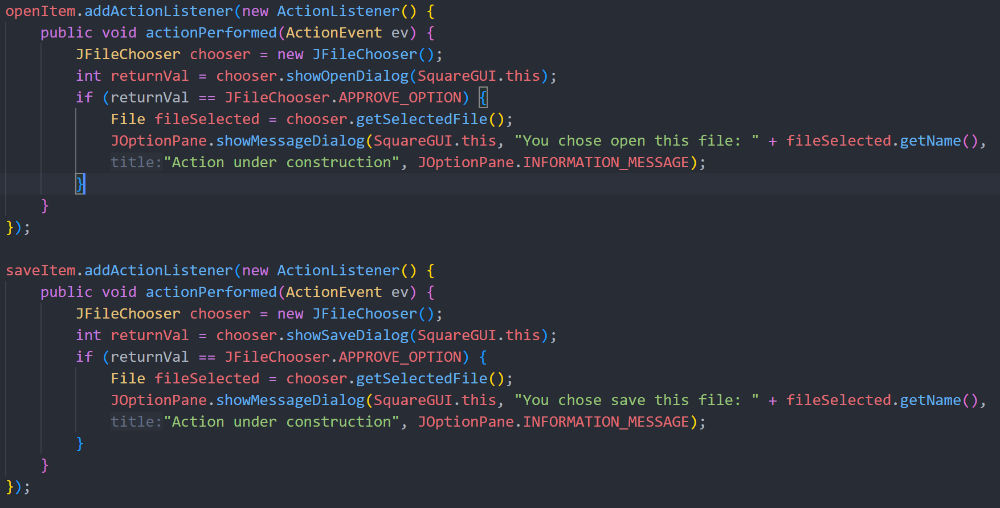 openItem.addActionListener(new ActionListener() {
    public void actionPerformed(ActionEvent ev) {
        JFileChooser chooser = new JFileChooser();
        int returnVal = chooser.showOpenDialog(SquareGUI.this);
        if (returnVal == JFileChooser.APPROVE_OPTION) {
            File fileSelected = chooser.getSelectedFile();
            JOptionPane.showMessageDialog(SquareGUI.this, "You chose open this file: " + fileSelected.getName(),
            title:"Action under construction", JOptionPane.INFORMATION_MESSAGE);
        }
    }
});

saveItem.addActionListener(new ActionListener() {
    public void actionPerformed(ActionEvent ev) {
        JFileChooser chooser = new JFileChooser();
        int returnVal = chooser.showSaveDialog(SquareGUI.this);
        if (returnVal == JFileChooser.APPROVE_OPTION) {
            File fileSelected = chooser.getSelectedFile();
            JOptionPane.showMessageDialog(SquareGUI.this, "You chose save this file: " + fileSelected.getName(),
            title:"Action under construction", JOptionPane.INFORMATION_MESSAGE);
        }
    }
});